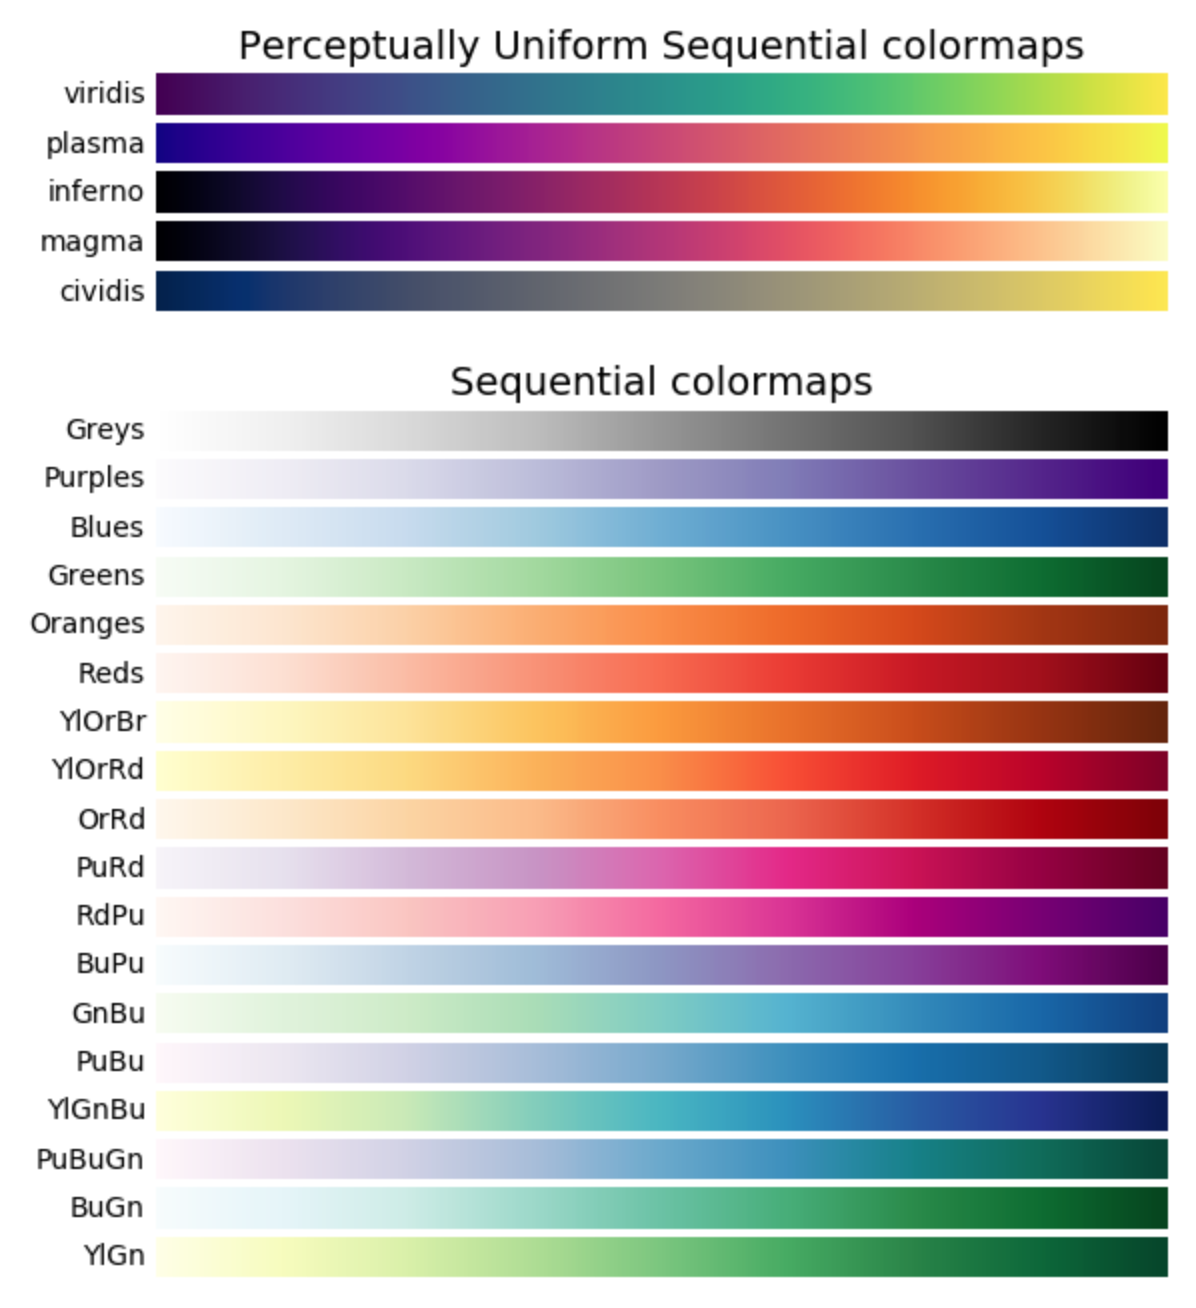 Perceptually Uniform Sequential colormaps
viridis
plasma
inferno
magma
cividis
Sequential colormaps
Greys
Purples
Blues
Greens
Oranges
Reds
YlOrBr
YlOrRd
OrRd
PuRd
RdPu
BuPu
GnBu
PuBu
YlGnBu
PuBuGn
BuGn
YlGn